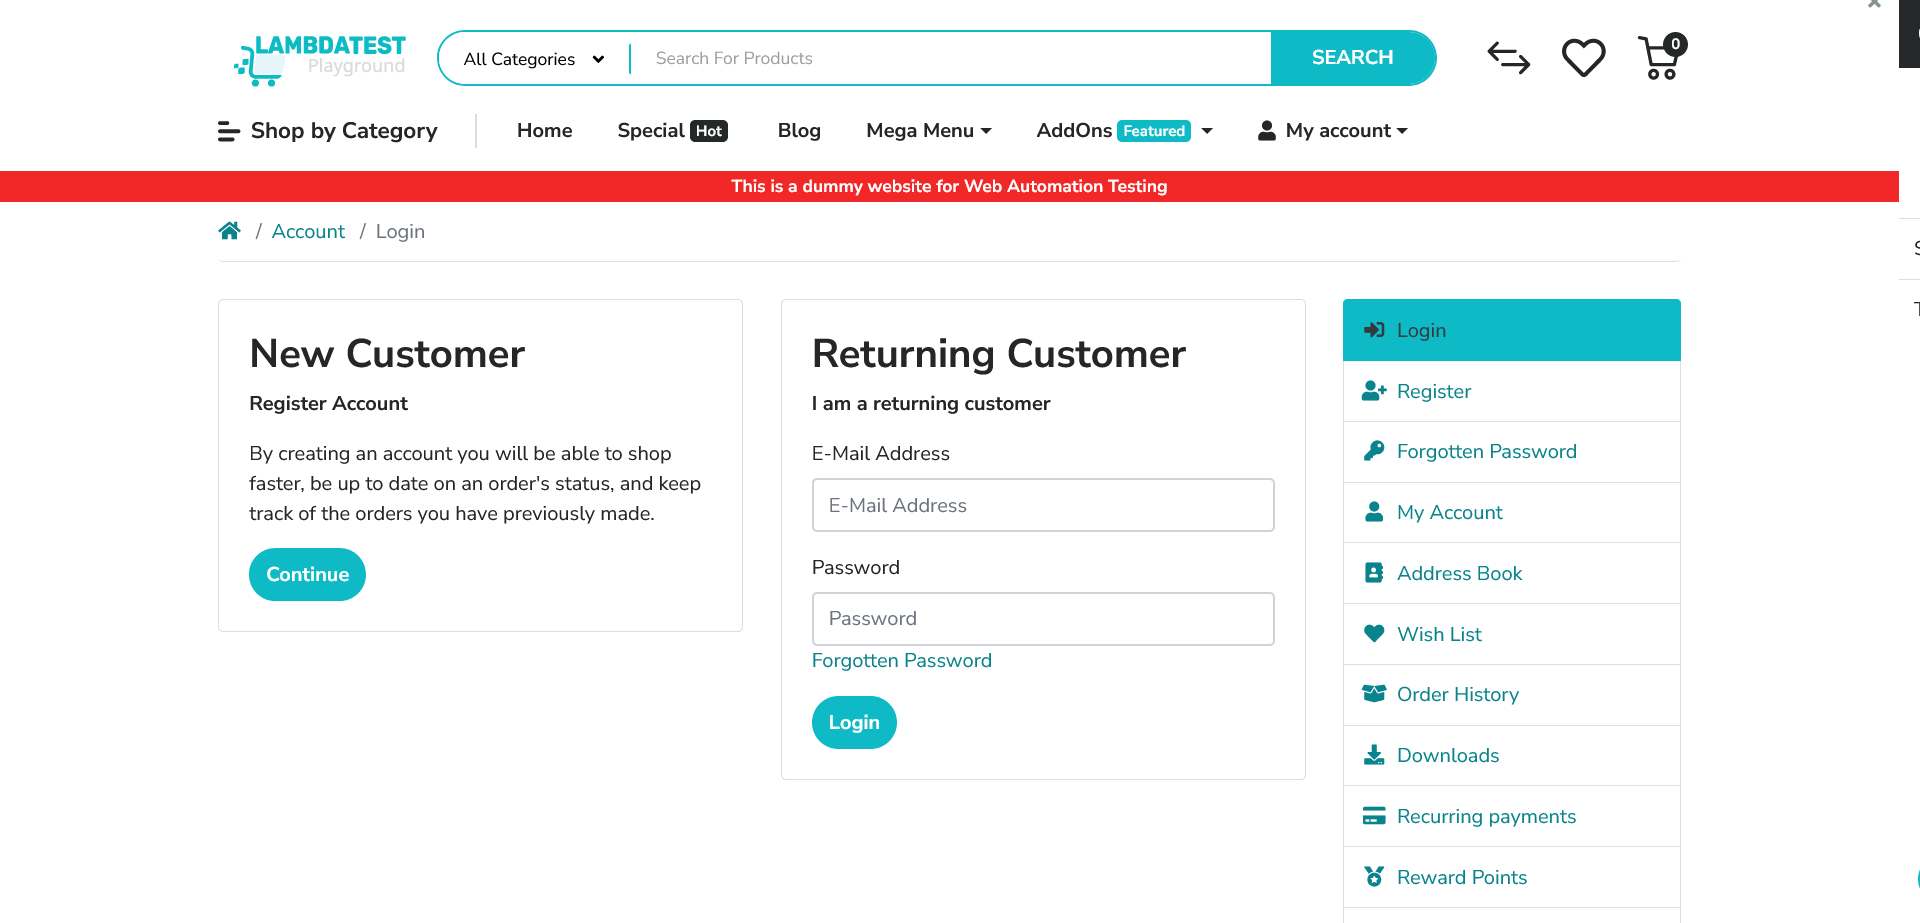 LAMBDATEST
Playground
All Categories
Search For Products
SEARCH
0
Shop by Category
Home
Special Hot
Blog
Mega Menu
AddOns Featured
My account
This is a dummy website for Web Automation Testing
/ Account / Login
New Customer
Register Account
By creating an account you will be able to shop
faster, be up to date on an order's status, and keep
track of the orders you have previously made.
Continue
Returning Customer
I am a returning customer
E-Mail Address
E-Mail Address
Password
Password
Forgotten Password
Login
Login
Register
Forgotten Password
My Account
Address Book
Wish List
Order History
Downloads
Recurring payments
Reward Points